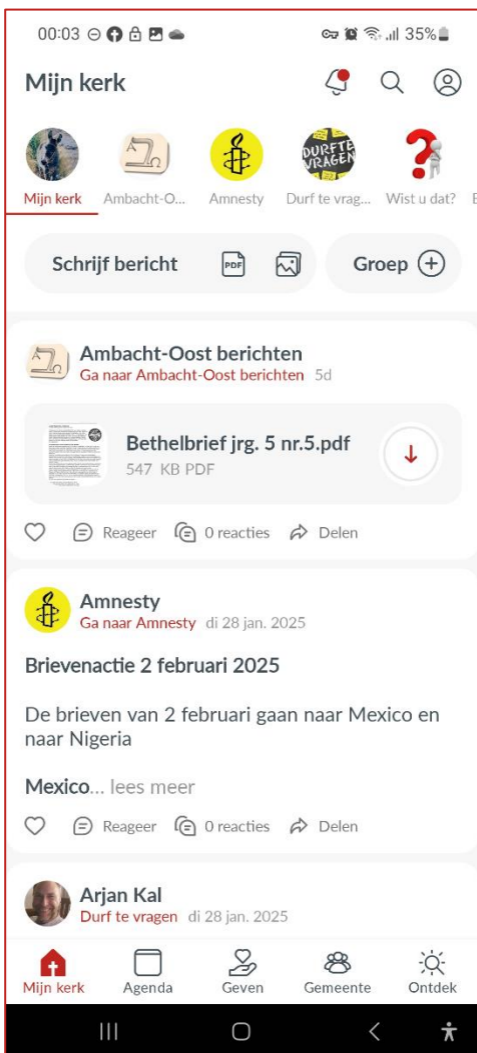 00:03 35%
Mijn kerk
DURF TE
VRAGEN
Mijn kerk Ambacht-O... Amnesty Durf te vrag... Wist u dat?
Schrijf bericht PDF Groep
Ambacht-Oost berichten
Ga naar Ambacht-Oost berichten 5d
Bethelbrief jrg. 5 nr.5.pdf
547 KB PDF
Reageer 0 reacties Delen
Amnesty
Ga naar Amnesty di 28 jan. 2025
Brievenactie 2 februari 2025
De brieven van 2 februari gaan naar Mexico en
naar Nigeria
Mexico... lees meer
Reageer 0 reacties Delen
Arjan Kal
Durf te vragen di 28 jan. 2025
Mijn kerk Agenda Geven Gemeente Ontdek